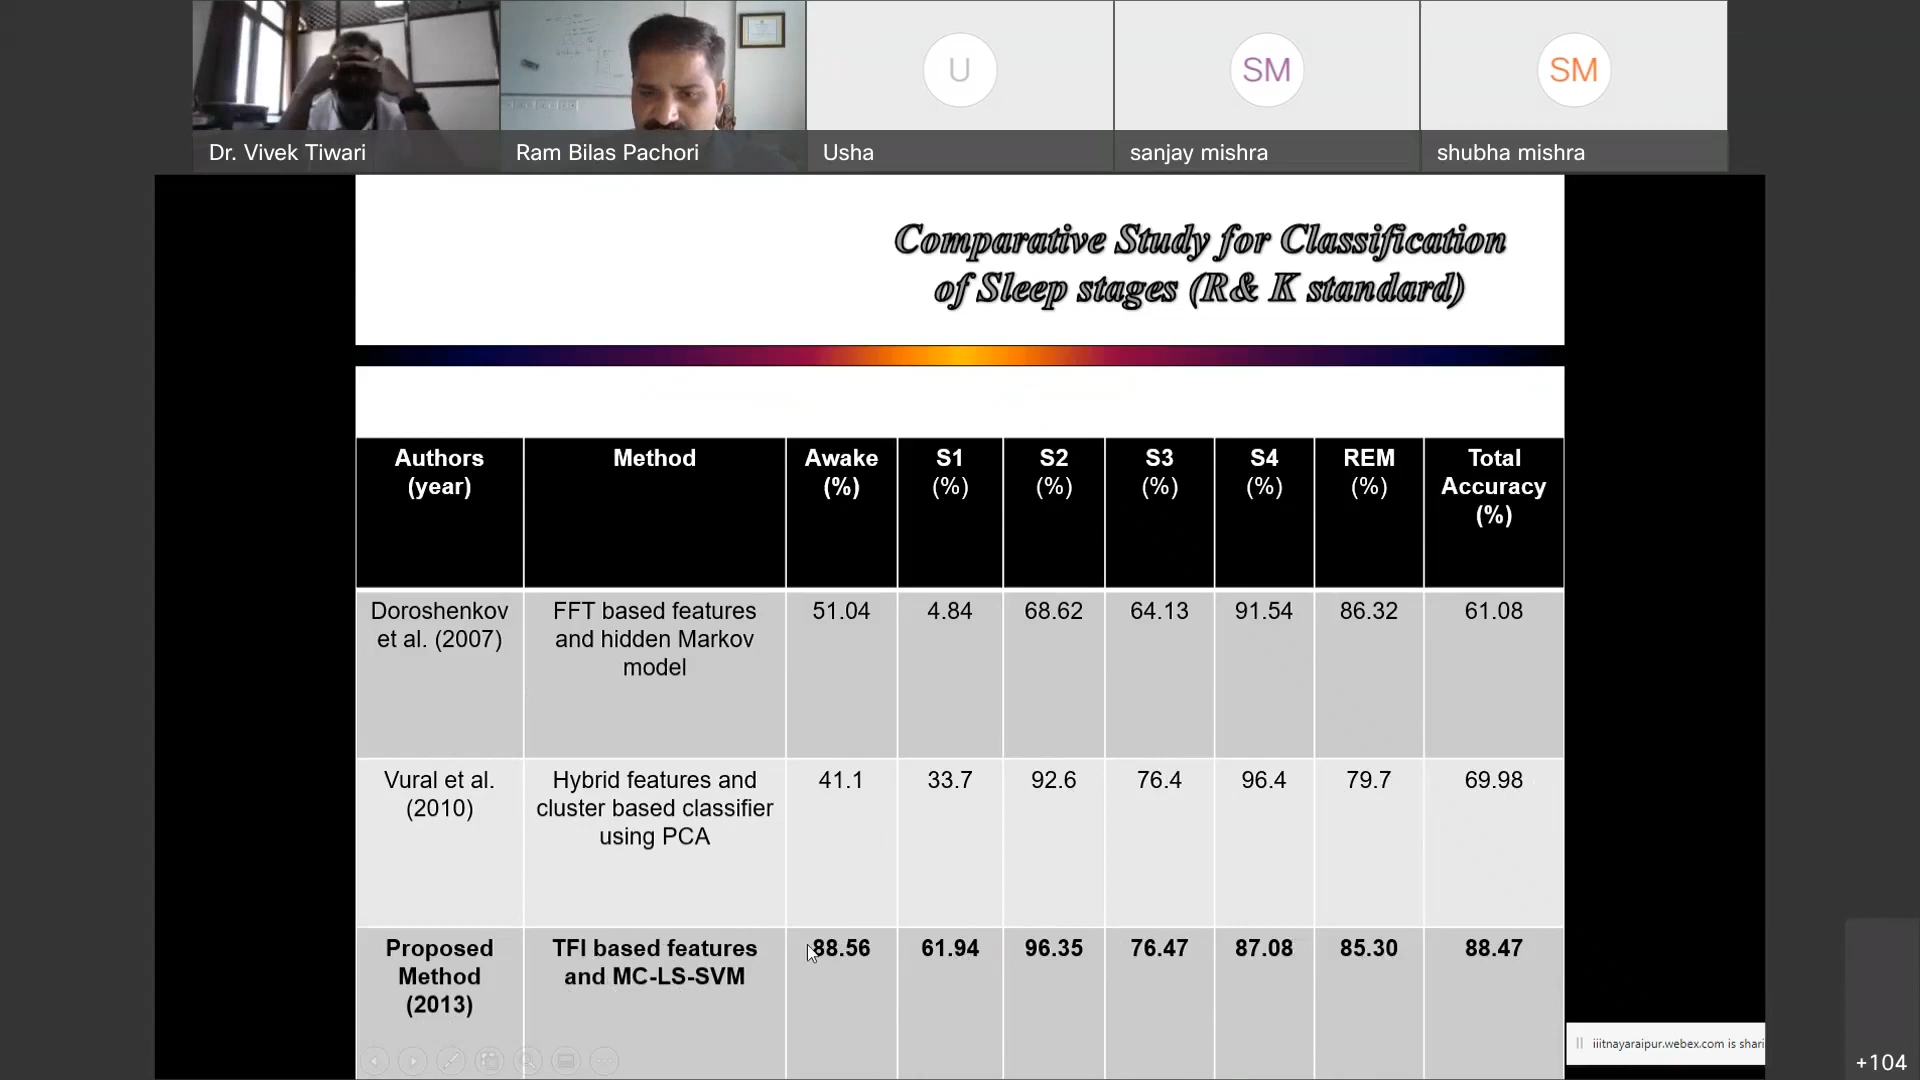 U
SM
SM
Dr. Vivek Tiwari
Ram Bilas Pachori
Usha
sanjay mishra
shubha mishra
Comparative Study for Classification
of Sleep stages (R& K standard)
Authors
(year)
Method
Awake
(%)
S1
(%)
S2
(%)
S3
(%)
S4
(%)
REM
(%)
Total
Accuracy
(%)
Doroshenkov
et al. (2007)
FFT based features
and hidden Markov
model
51.04
4.84
68.62
64.13
91.54
86.32
61.08
Vural et al.
(2010)
Hybrid features and
cluster based classifier
using PCA
41.1
33.7
92.6
76.4
96.4
79.7
69.98
Proposed
Method
(2013)
TFI based features
and MC-LS-SVM
88.56
61.94
96.35
76.47
87.08
85.30
88.47
iiitnayaraipur.webex.com is shari
+104